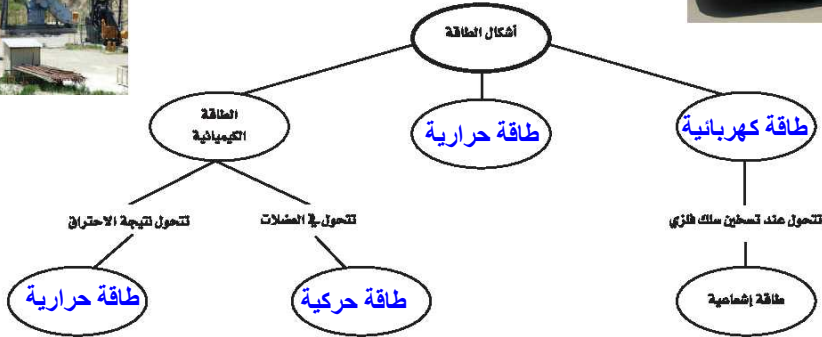 أشكال الطاقة
طاقة كهربائية
طاقة حرارية
الطاقة
الكيميائية
تتحول عند تسخين سلك فلزي
تتحول في العضلات
تتحول نتيجة الاحتراق
طاقة إشعاعية
طاقة حركية
طاقة حرارية